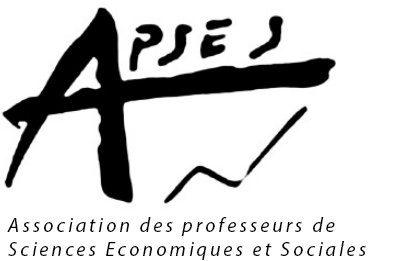 APSES
Association des professeurs de
Sciences Economiques et Sociales